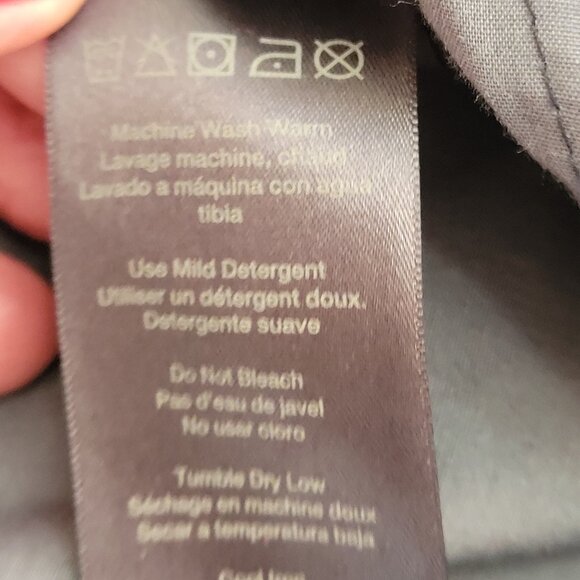 Machine Wash Warm
Lavage machine, chaud
Lavado a máquina con agua
tibia
Use Mild Detergent
Utiliser un détergent doux.
Detergente suave
Do Not Bleach
Pas d'eau de javel
No usar cloro
Tumble Dry Low
Séchage en machine doux
Secar a temperatura baja
Cool Iron